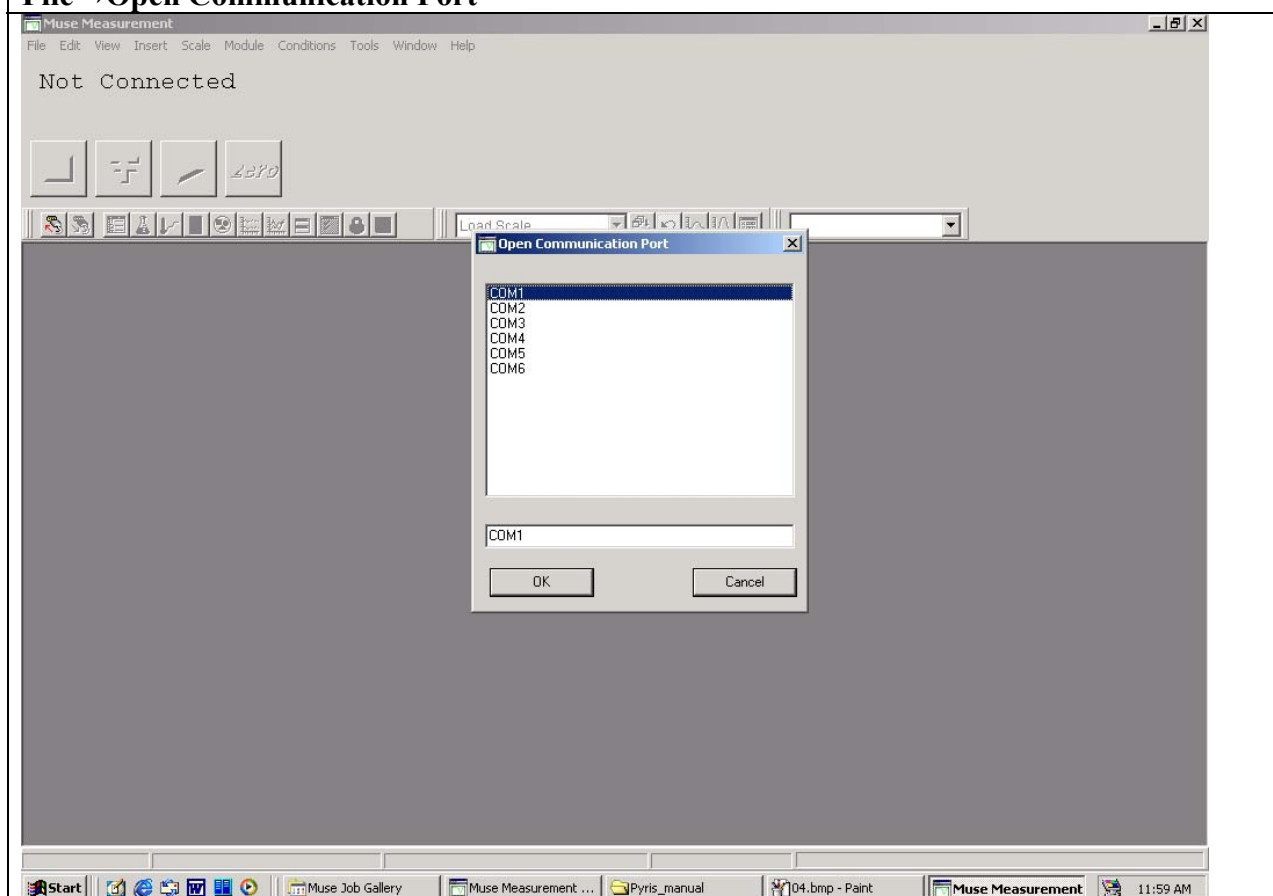 File→Open Communication Port
Muse Measurement
File Edit View Insert Scale Module Conditions Tools Window Help
Not Connected
ZERO
Load Scale
Open Communication Port
COM1
COM2
COM3
COM4
COM5
COM6
COM1
OK Cancel
Start Muse Job Gallery Muse Measurement ... Pyris_manual 04.bmp - Paint Muse Measurement 11:59 AM